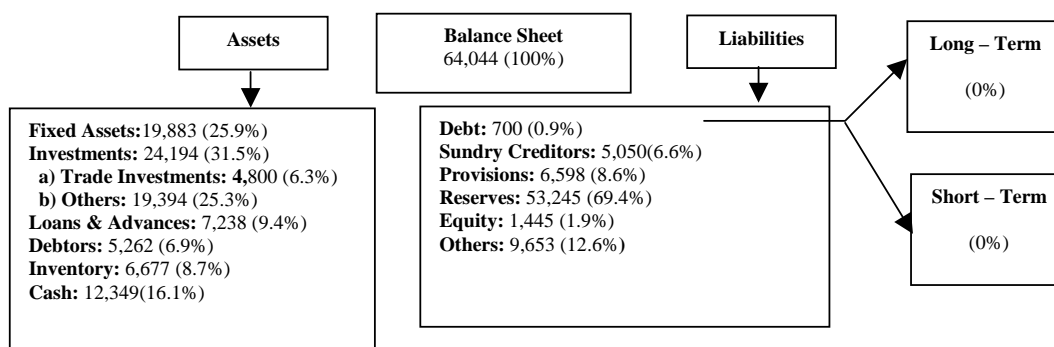 Assets
Balance Sheet
64,044 (100%)
Liabilities
Long – Term
(0%)
Fixed Assets:19,883 (25.9%)
Investments: 24,194 (31.5%)
a) Trade Investments: 4,800 (6.3%)
b) Others: 19,394 (25.3%)
Loans & Advances: 7,238 (9.4%)
Debtors: 5,262 (6.9%)
Inventory: 6,677 (8.7%)
Cash: 12,349(16.1%)
Debt: 700 (0.9%)
Sundry Creditors: 5,050(6.6%)
Provisions: 6,598 (8.6%)
Reserves: 53,245 (69.4%)
Equity: 1,445 (1.9%)
Others: 9,653 (12.6%)
Short – Term
(0%)